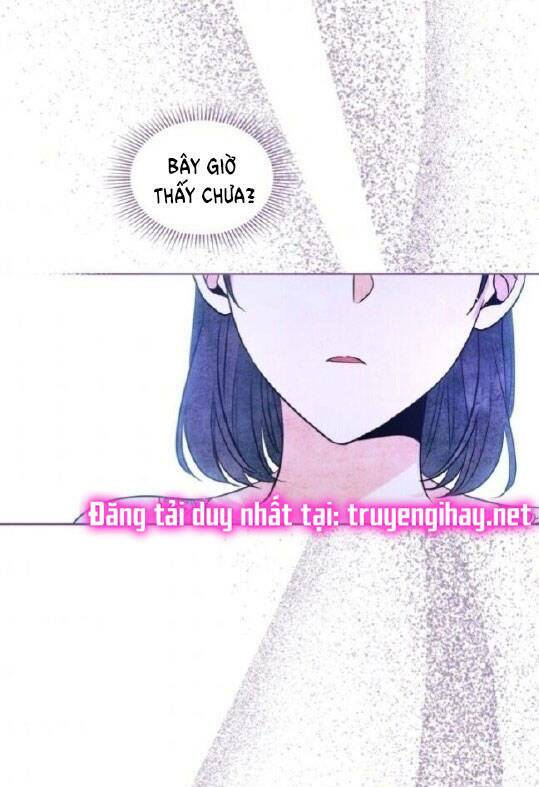 BÂY GIỜ
THẤY CHƯA?
Đăng tải duy nhất tại: truyengihay.net